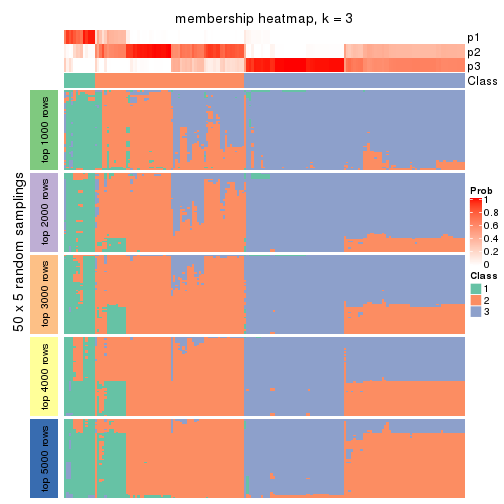 membership heatmap, k = 3
p1
p2
p3
Class
50 x 5 random samplings
top 1000 rows
top 2000 rows
top 3000 rows
top 4000 rows
top 5000 rows
Prob
1
0.8
0.6
0.4
0.2
0
Class
1
2
3